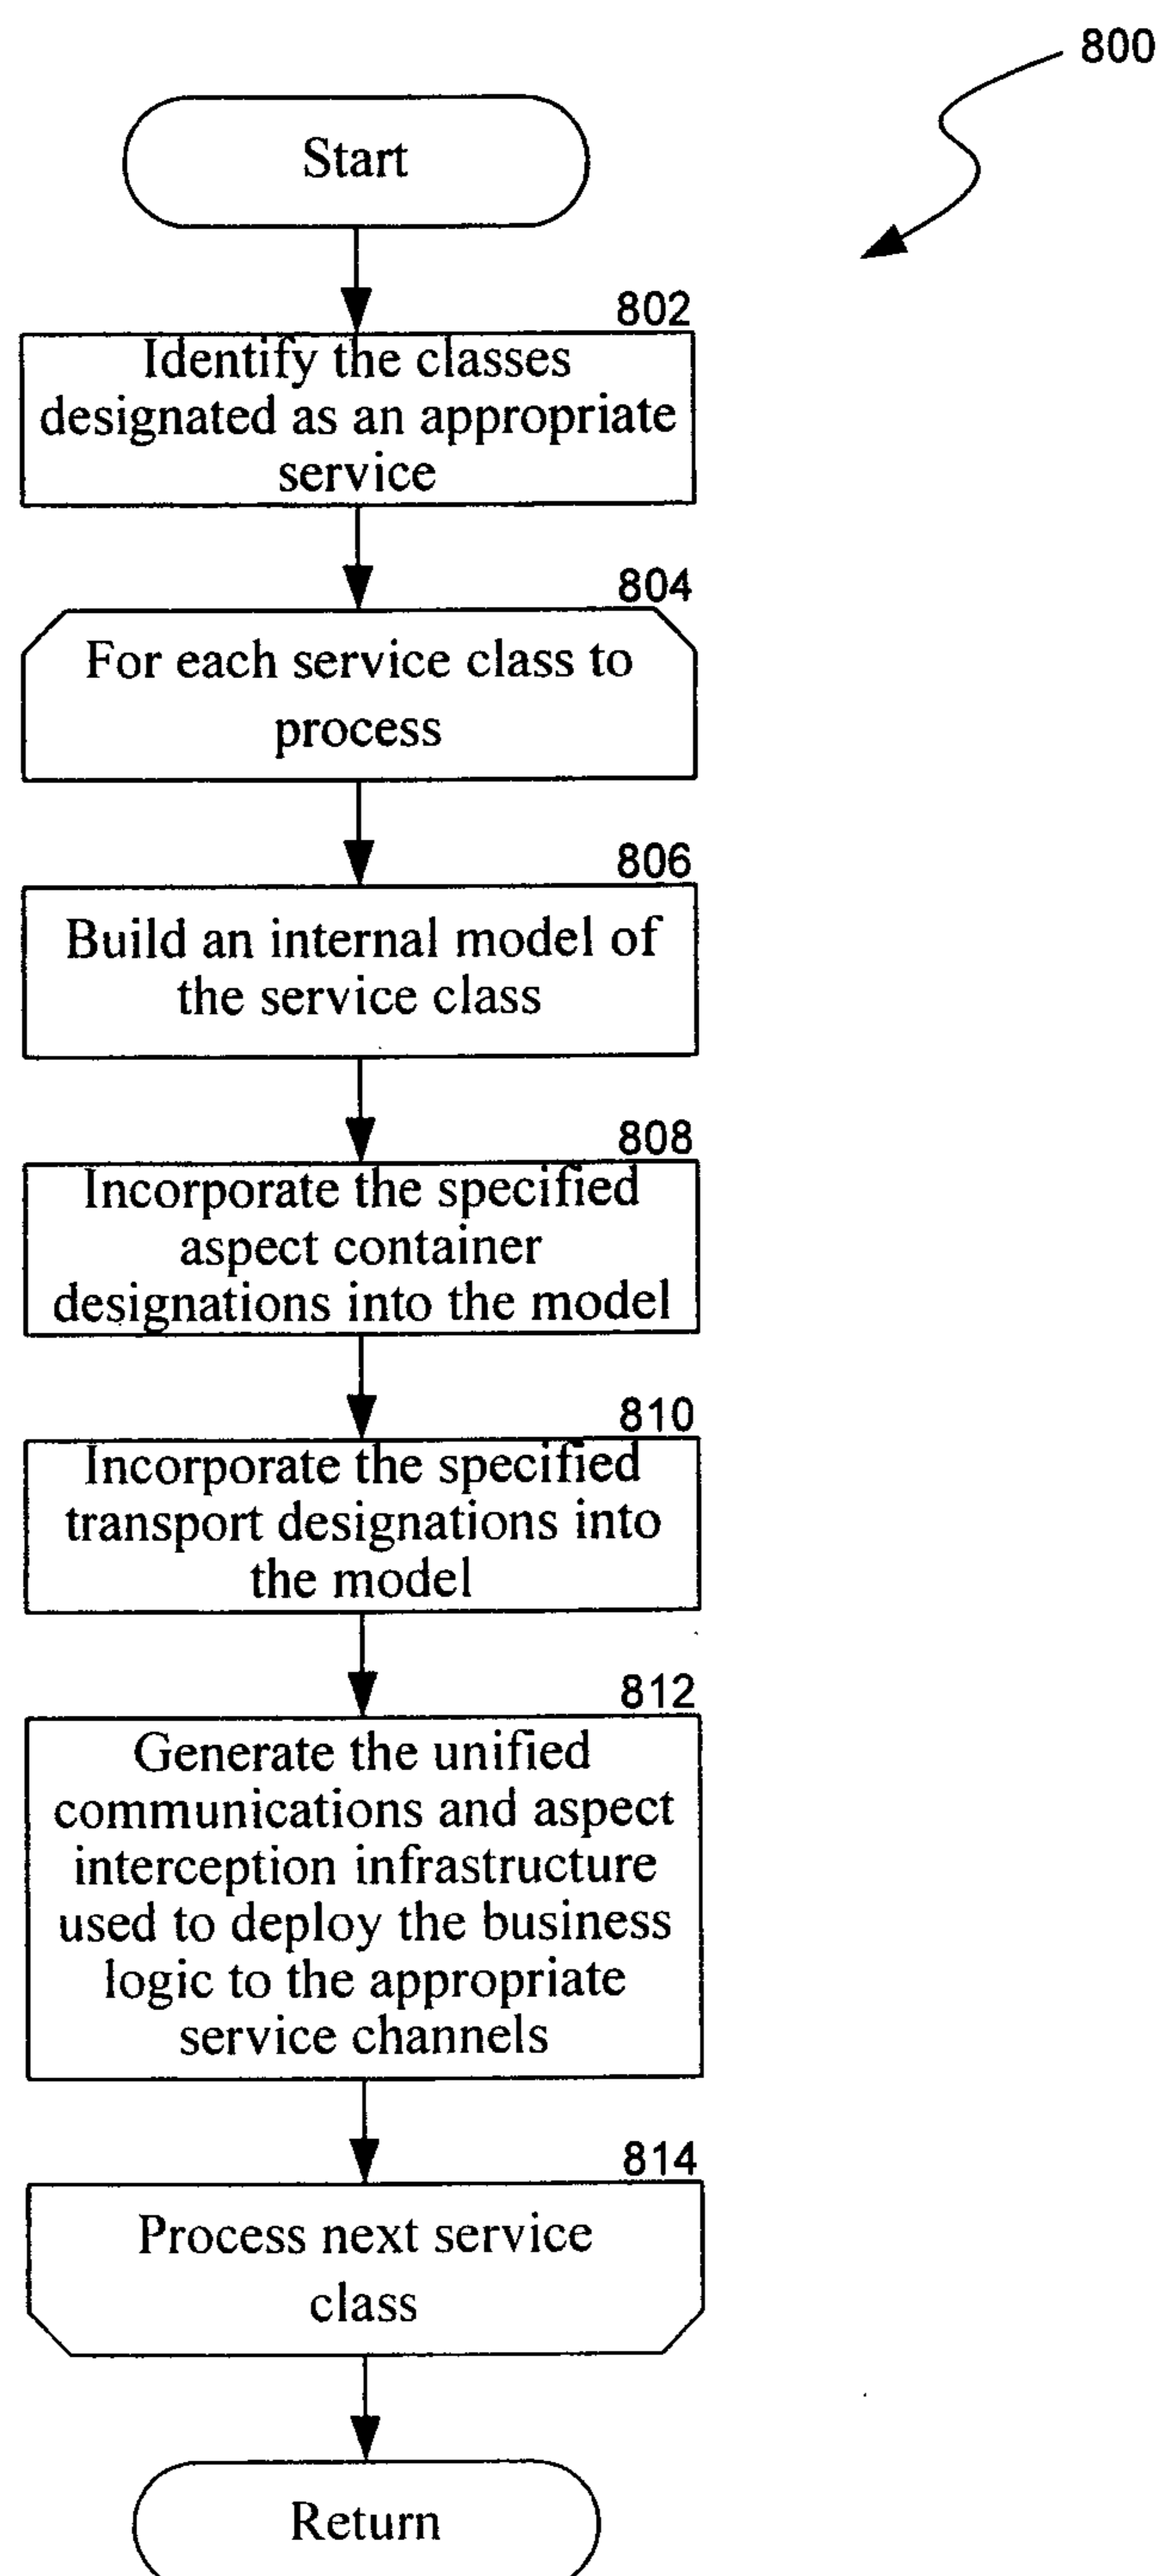 800
Start
802
Identify the classes
designated as an appropriate
service
804
For each service class to
process
806
Build an internal model of
the service class
808
Incorporate the specified
aspect container
designations into the model
810
Incorporate the specified
transport designations into
the model
812
Generate the unified
communications and aspect
interception infrastructure
used to deploy the business
logic to the appropriate
service channels
814
Process next service
class
Return